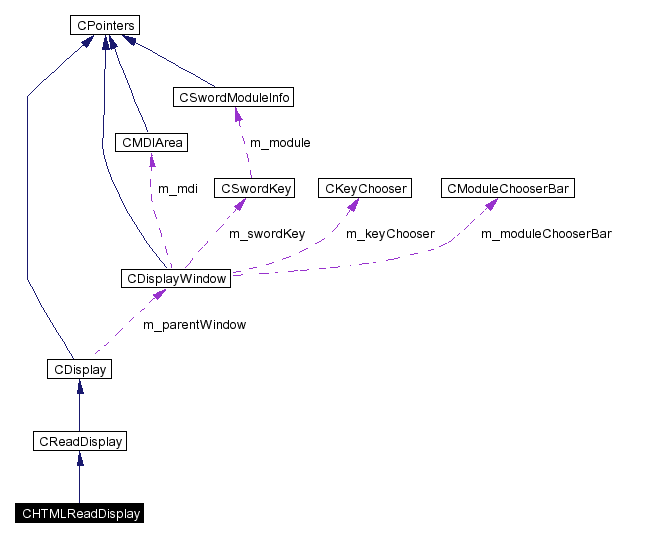 CPointers
CSwordModuleInfo
CMDIArea
m_module
m_mdi
CSwordKey
CKeyChooser
CModuleChooserBar
m_swordKey
m_keyChooser
m_moduleChooserBar
CDisplayWindow
m_parentWindow
CDisplay
CReadDisplay
CHTMLReadDisplay